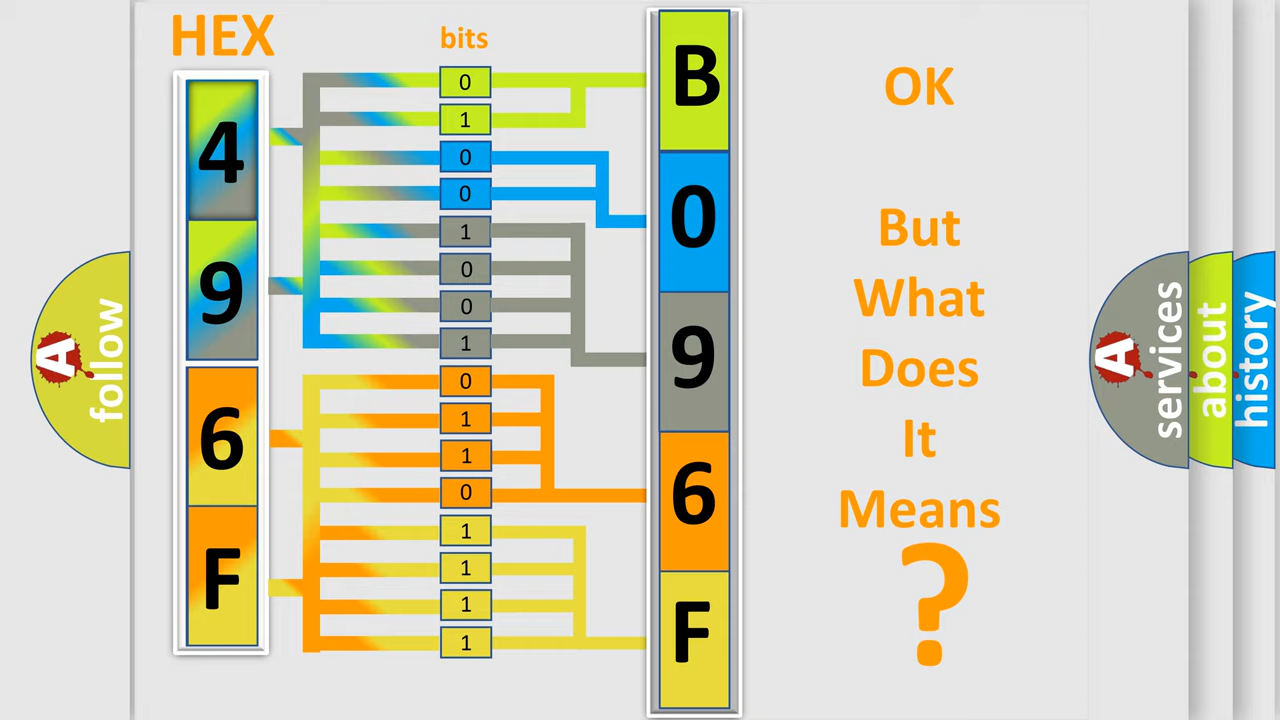 HEX
bits
4
9
6
F
0
1
0
0
1
0
0
1
0
1
1
0
1
1
1
1
B
0
9
6
F
OK
But
What
Does
It
Means
?
A
follow
A
services
about
history